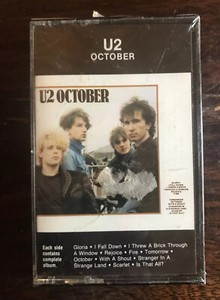 U2
OCTOBER
U2 OCTOBER
Each side
contains
complete
album.
Gloria • I Fall Down • I Threw A Brick Through
A Window • Rejoice • Fire • Tomorrow •
October • With A Shout • Stranger In A
Strange Land • Scarlet • Is That All?